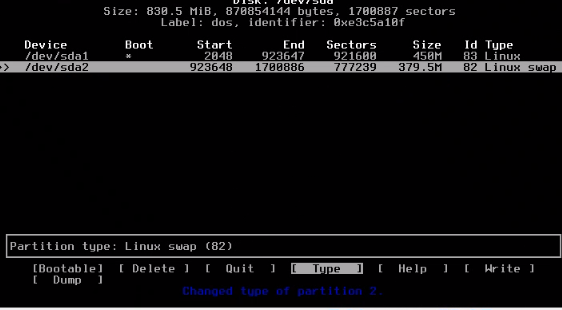 Disk: /dev/sda
Size: 830.5 MiB, 870854144 bytes, 1700887 sectors
Label: dos, identifier: 0xe3c5a10f
Device Boot Start End Sectors Size Id Type
/dev/sda1 * 2048 923647 921600 450M 83 Linux
>> /dev/sda2 923648 1700886 777239 379.5M 82 Linux swap
Partition type: Linux swap (82)
[Bootable] [ Delete ] [ Quit ] [ Type ] [ Help ] [ Write ]
[ Dump ]
Changed type of partition 2.